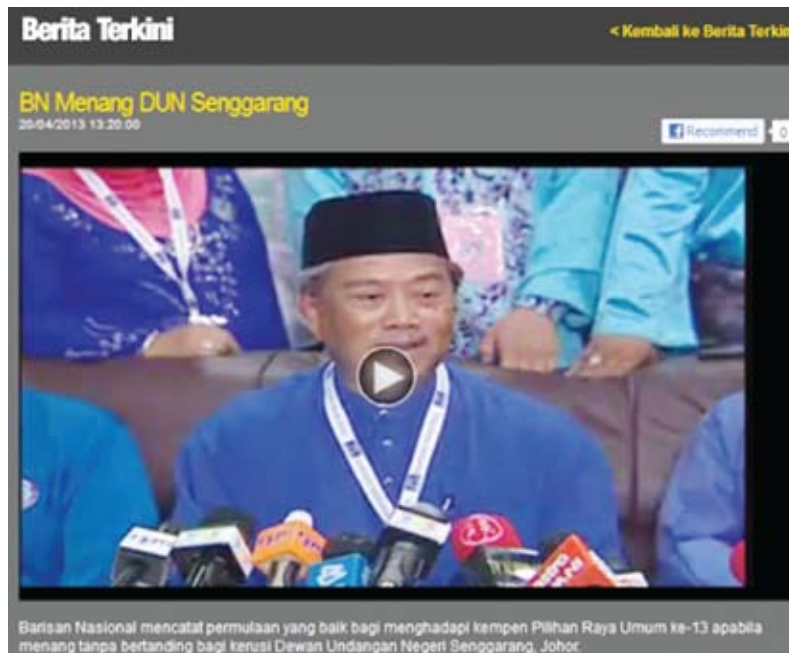 Berita Terkini
< Kembali ke Berita Terkin
BN Menang DUN Senggarang
20/04/2013 13:20:00
Recommend
0
Barisan Nasional mencatat permulaan yang baik bagi menghadapi kempen Pilihan Raya Umum ke-13 apabila
menang tanpa bertanding bagi kerusi Dewan Undangan Negeri Senggarang, Johor.